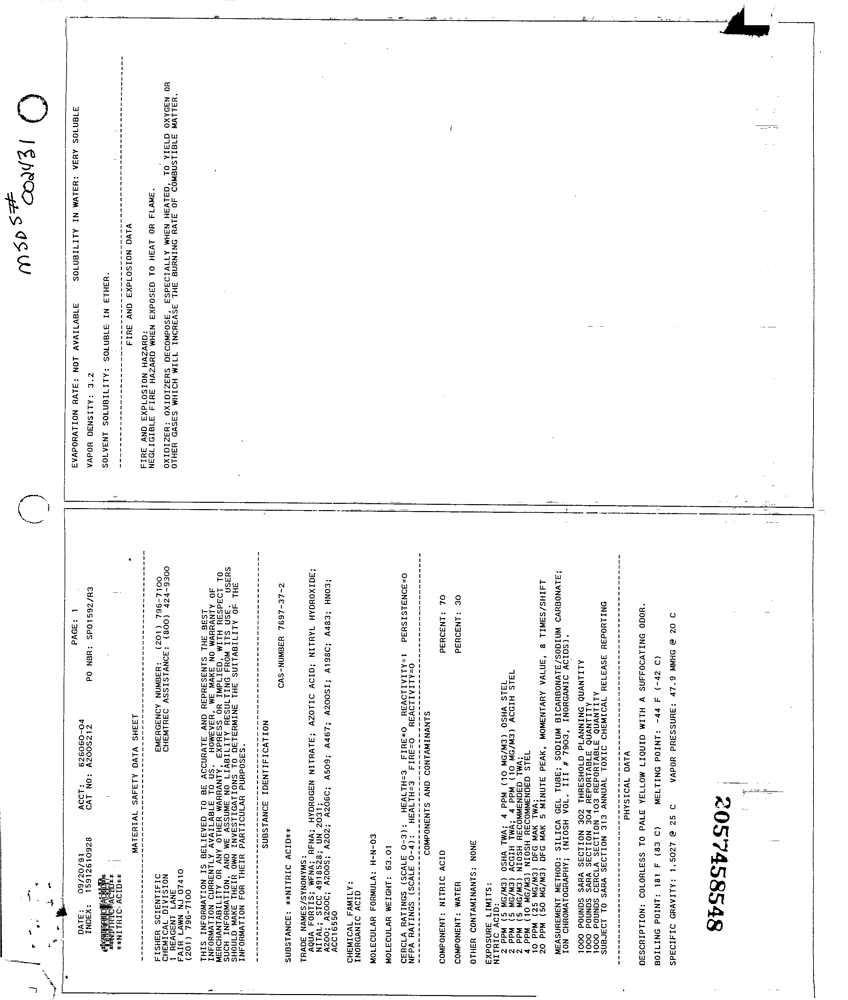 MSDS# 002431
DATE: 09/20/91 ACCT: 626060-04 PAGE: 1
INDEX: 15912610928 CAT NO: A200S212 PO NBR: SPO1592/R3
**NITRIC ACID**
MATERIAL SAFETY DATA SHEET
FISHER SCIENTIFIC EMERGENCY NUMBER: (201) 796-7100
CHEMICAL DIVISION CHEMTREC ASSISTANCE: (800) 424-9300
1 REAGENT LANE
FAIR LAWN NJ 07410
(201) 796-7100
THIS INFORMATION IS BELIEVED TO BE ACCURATE AND REPRESENTS THE BEST
INFORMATION CURRENTLY AVAILABLE TO US. HOWEVER, WE MAKE NO WARRANTY OF
MERCHANTABILITY OR ANY OTHER WARRANTY, EXPRESS OR IMPLIED, WITH RESPECT TO
SUCH INFORMATION, AND WE ASSUME NO LIABILITY RESULTING FROM ITS USE. USERS
SHOULD MAKE THEIR OWN INVESTIGATIONS TO DETERMINE THE SUITABILITY OF THE
INFORMATION FOR THEIR PARTICULAR PURPOSES.
SUBSTANCE IDENTIFICATION
CAS-NUMBER 7697-37-2
SUBSTANCE: **NITRIC ACID**
TRADE NAMES/SYNONYMS:
AQUA FORTIS; WFNA; RFNA; HYDROGEN NITRATE; AZOTIC ACID; NITRYL HYDROXIDE;
NITAL; STCC 4918528; UN 2031;
A200; A200C; A200S; A202; A206C; A509; A467; A200SI; A198C; A483; HNO3;
ACC16550
CHEMICAL FAMILY:
INORGANIC ACID
MOLECULAR FORMULA: H-N-O3
MOLECULAR WEIGHT: 63.01
CERCLA RATINGS (SCALE 0-3): HEALTH=3 FIRE=0 REACTIVITY=1 PERSISTENCE=0
NFPA RATINGS (SCALE 0-4): HEALTH=3 FIRE=0 REACTIVITY=0
COMPONENTS AND CONTAMINANTS
COMPONENT: NITRIC ACID PERCENT: 70
COMPONENT: WATER PERCENT: 30
OTHER CONTAMINANTS: NONE
EXPOSURE LIMITS:
NITRIC ACID:
2 PPM (5 MG/M3) OSHA TWA; 4 PPM (10 MG/M3) OSHA STEL
2 PPM (5 MG/M3) ACGIH TWA; 4 PPM (10 MG/M3) ACGIH STEL
2 PPM (5 MG/M3) NIOSH RECOMMENDED TWA;
4 PPM (10 MG/M3) NIOSH RECOMMENDED STEL
10 PPM (25 MG/M3) DFG MAK TWA;
20 PPM (50 MG/M3) DFG MAK 5 MINUTE PEAK, MOMENTARY VALUE, 8 TIMES/SHIFT
MEASUREMENT METHOD: SILICA GEL TUBE; SODIUM BICARBONATE/SODIUM CARBONATE;
ION CHROMATOGRAPHY; (NIOSH VOL. III # 7903, INORGANIC ACIDS).
1000 POUNDS SARA SECTION 302 THRESHOLD PLANNING QUANTITY
1000 POUNDS SARA SECTION 304 REPORTABLE QUANTITY
1000 POUNDS CERCLA SECTION 103 REPORTABLE QUANTITY
SUBJECT TO SARA SECTION 313 ANNUAL TOXIC CHEMICAL RELEASE REPORTING
PHYSICAL DATA
DESCRIPTION: COLORLESS TO PALE YELLOW LIQUID WITH A SUFFOCATING ODOR.
BOILING POINT: 181 F (83 C) MELTING POINT: -44 F (-42 C)
SPECIFIC GRAVITY: 1.5027 @ 25 C VAPOR PRESSURE: 47.9 MMHG @ 20 C
2057458548
EVAPORATION RATE: NOT AVAILABLE SOLUBILITY IN WATER: VERY SOLUBLE
VAPOR DENSITY: 3.2
SOLVENT SOLUBILITY: SOLUBLE IN ETHER.
FIRE AND EXPLOSION DATA
FIRE AND EXPLOSION HAZARD:
NEGLIGIBLE FIRE HAZARD WHEN EXPOSED TO HEAT OR FLAME.
OXIDIZER: OXIDIZERS DECOMPOSE, ESPECIALLY WHEN HEATED, TO YIELD OXYGEN OR
OTHER GASES WHICH WILL INCREASE THE BURNING RATE OF COMBUSTIBLE MATTER.